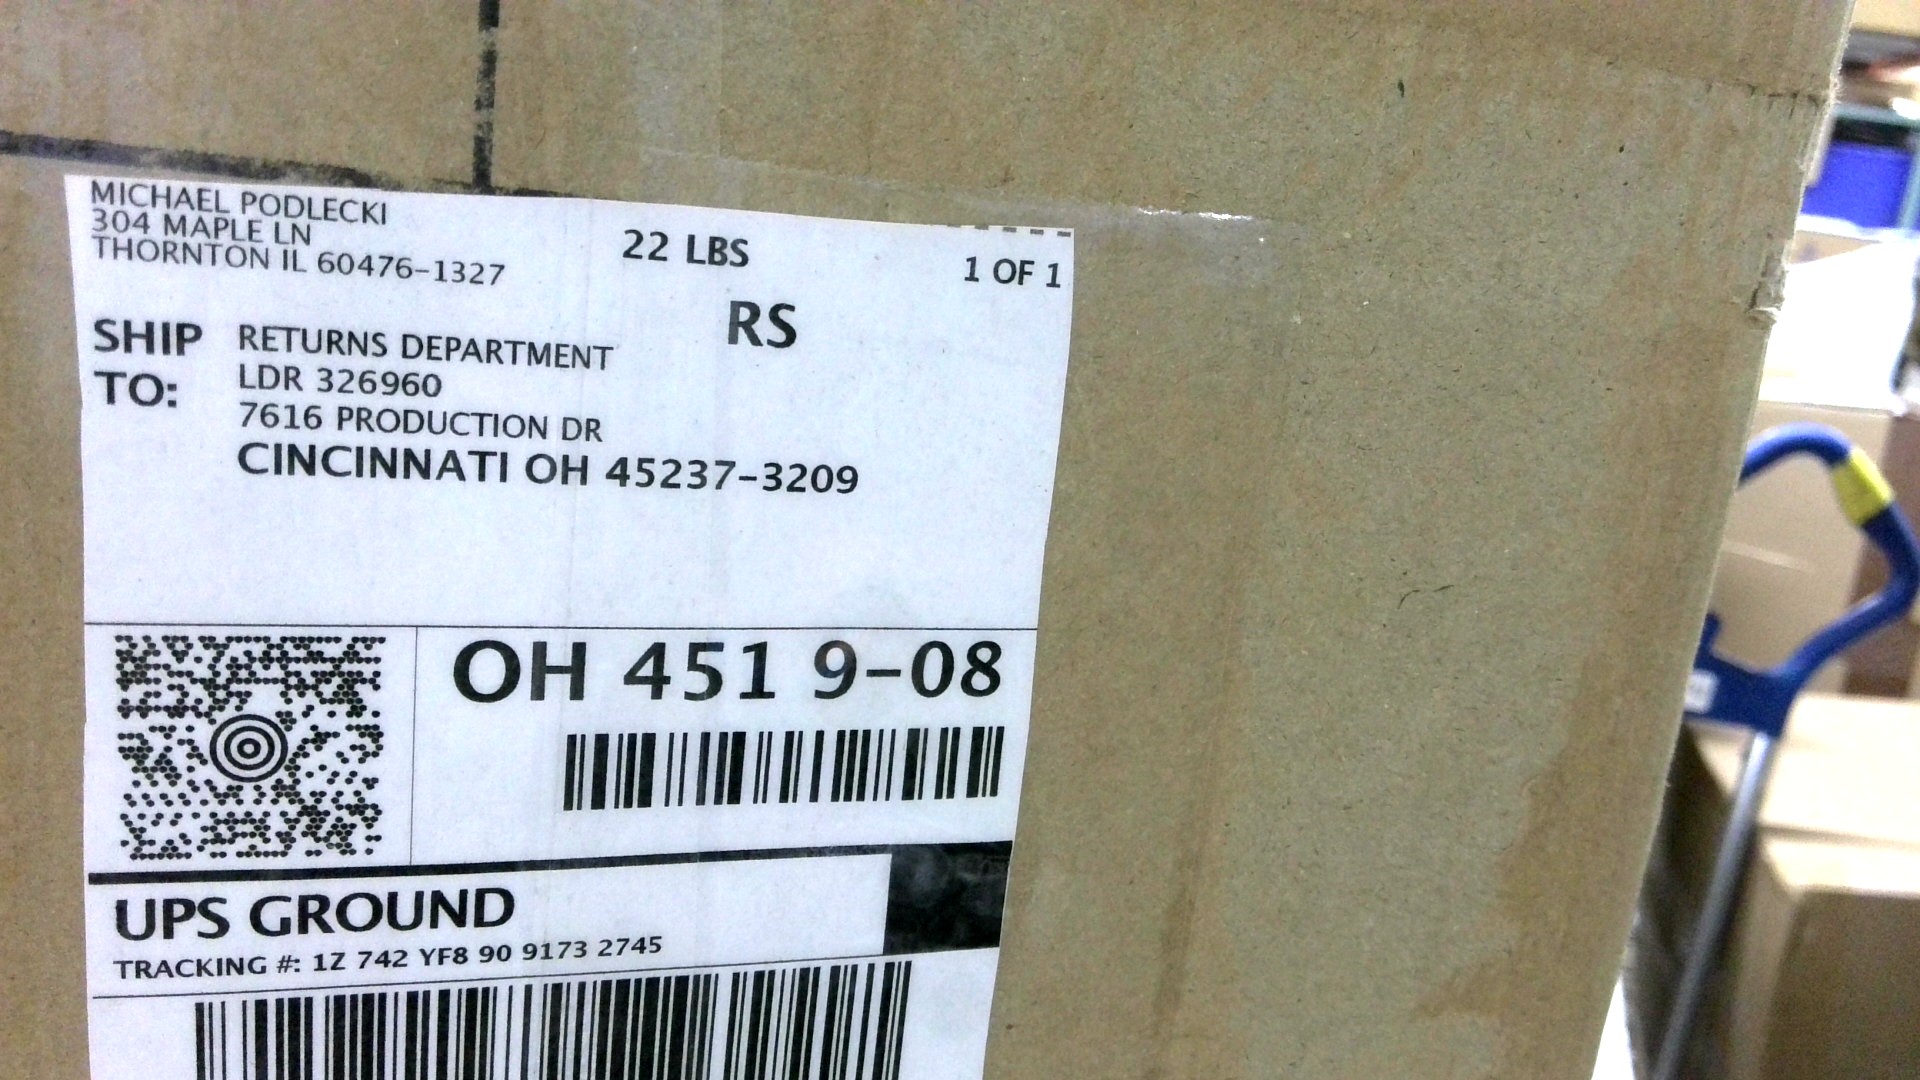 MICHAEL PODLECKI
304 MAPLE LN
THORNTON IL 60476-1327
22 LBS
1 OF 1
RS
SHIP TO:
RETURNS DEPARTMENT
LDR 326960
7616 PRODUCTION DR
CINCINNATI OH 45237-3209
OH 451 9-08
UPS GROUND
TRACKING #: 1Z 742 YF8 90 9173 2745